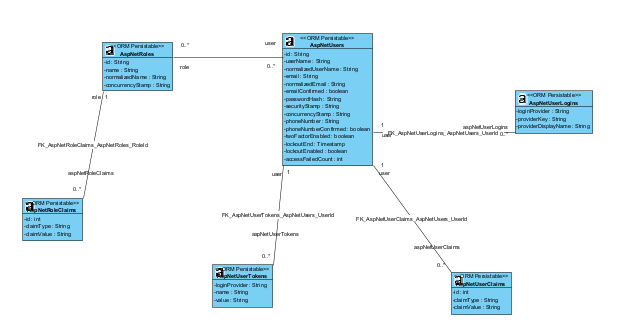 <<ORM Persistable>>
AspNetRoles
-id : String
-name : String
-normalizedName : String
-concurrencyStamp : String
0..*
role
user
0..*
<<ORM Persistable>>
AspNetUsers
-id : String
-userName : String
-normalizedUserName : String
-email : String
-normalizedEmail : String
-emailConfirmed : boolean
-passwordHash : String
-securityStamp : String
-concurrencyStamp : String
-phoneNumber : String
-phoneNumberConfirmed : boolean
-twoFactorEnabled : boolean
-lockoutEnd : Timestamp
-lockoutEnabled : boolean
-accessFailedCount : int
<<ORM Persistable>>
AspNetUserLogins
-loginProvider : String
-providerKey : String
-providerDisplayName : String
1
user
aspNetUserLogins
FK_AspNetUserLogins_AspNetUsers_UserId
0..*
role 1
FK_AspNetRoleClaims_AspNetRoles_RoleId
aspNetRoleClaims
0..*
<<ORM Persistable>>
AspNetRoleClaims
-id : int
-claimType : String
-claimValue : String
user 1
FK_AspNetUserTokens_AspNetUsers_UserId
aspNetUserTokens
0..*
<<ORM Persistable>>
AspNetUserTokens
-loginProvider : String
-name : String
-value : String
1
user
FK_AspNetUserClaims_AspNetUsers_UserId
aspNetUserClaims
0..*
<<ORM Persistable>>
AspNetUserClaims
-id : int
-claimType : String
-claimValue : String